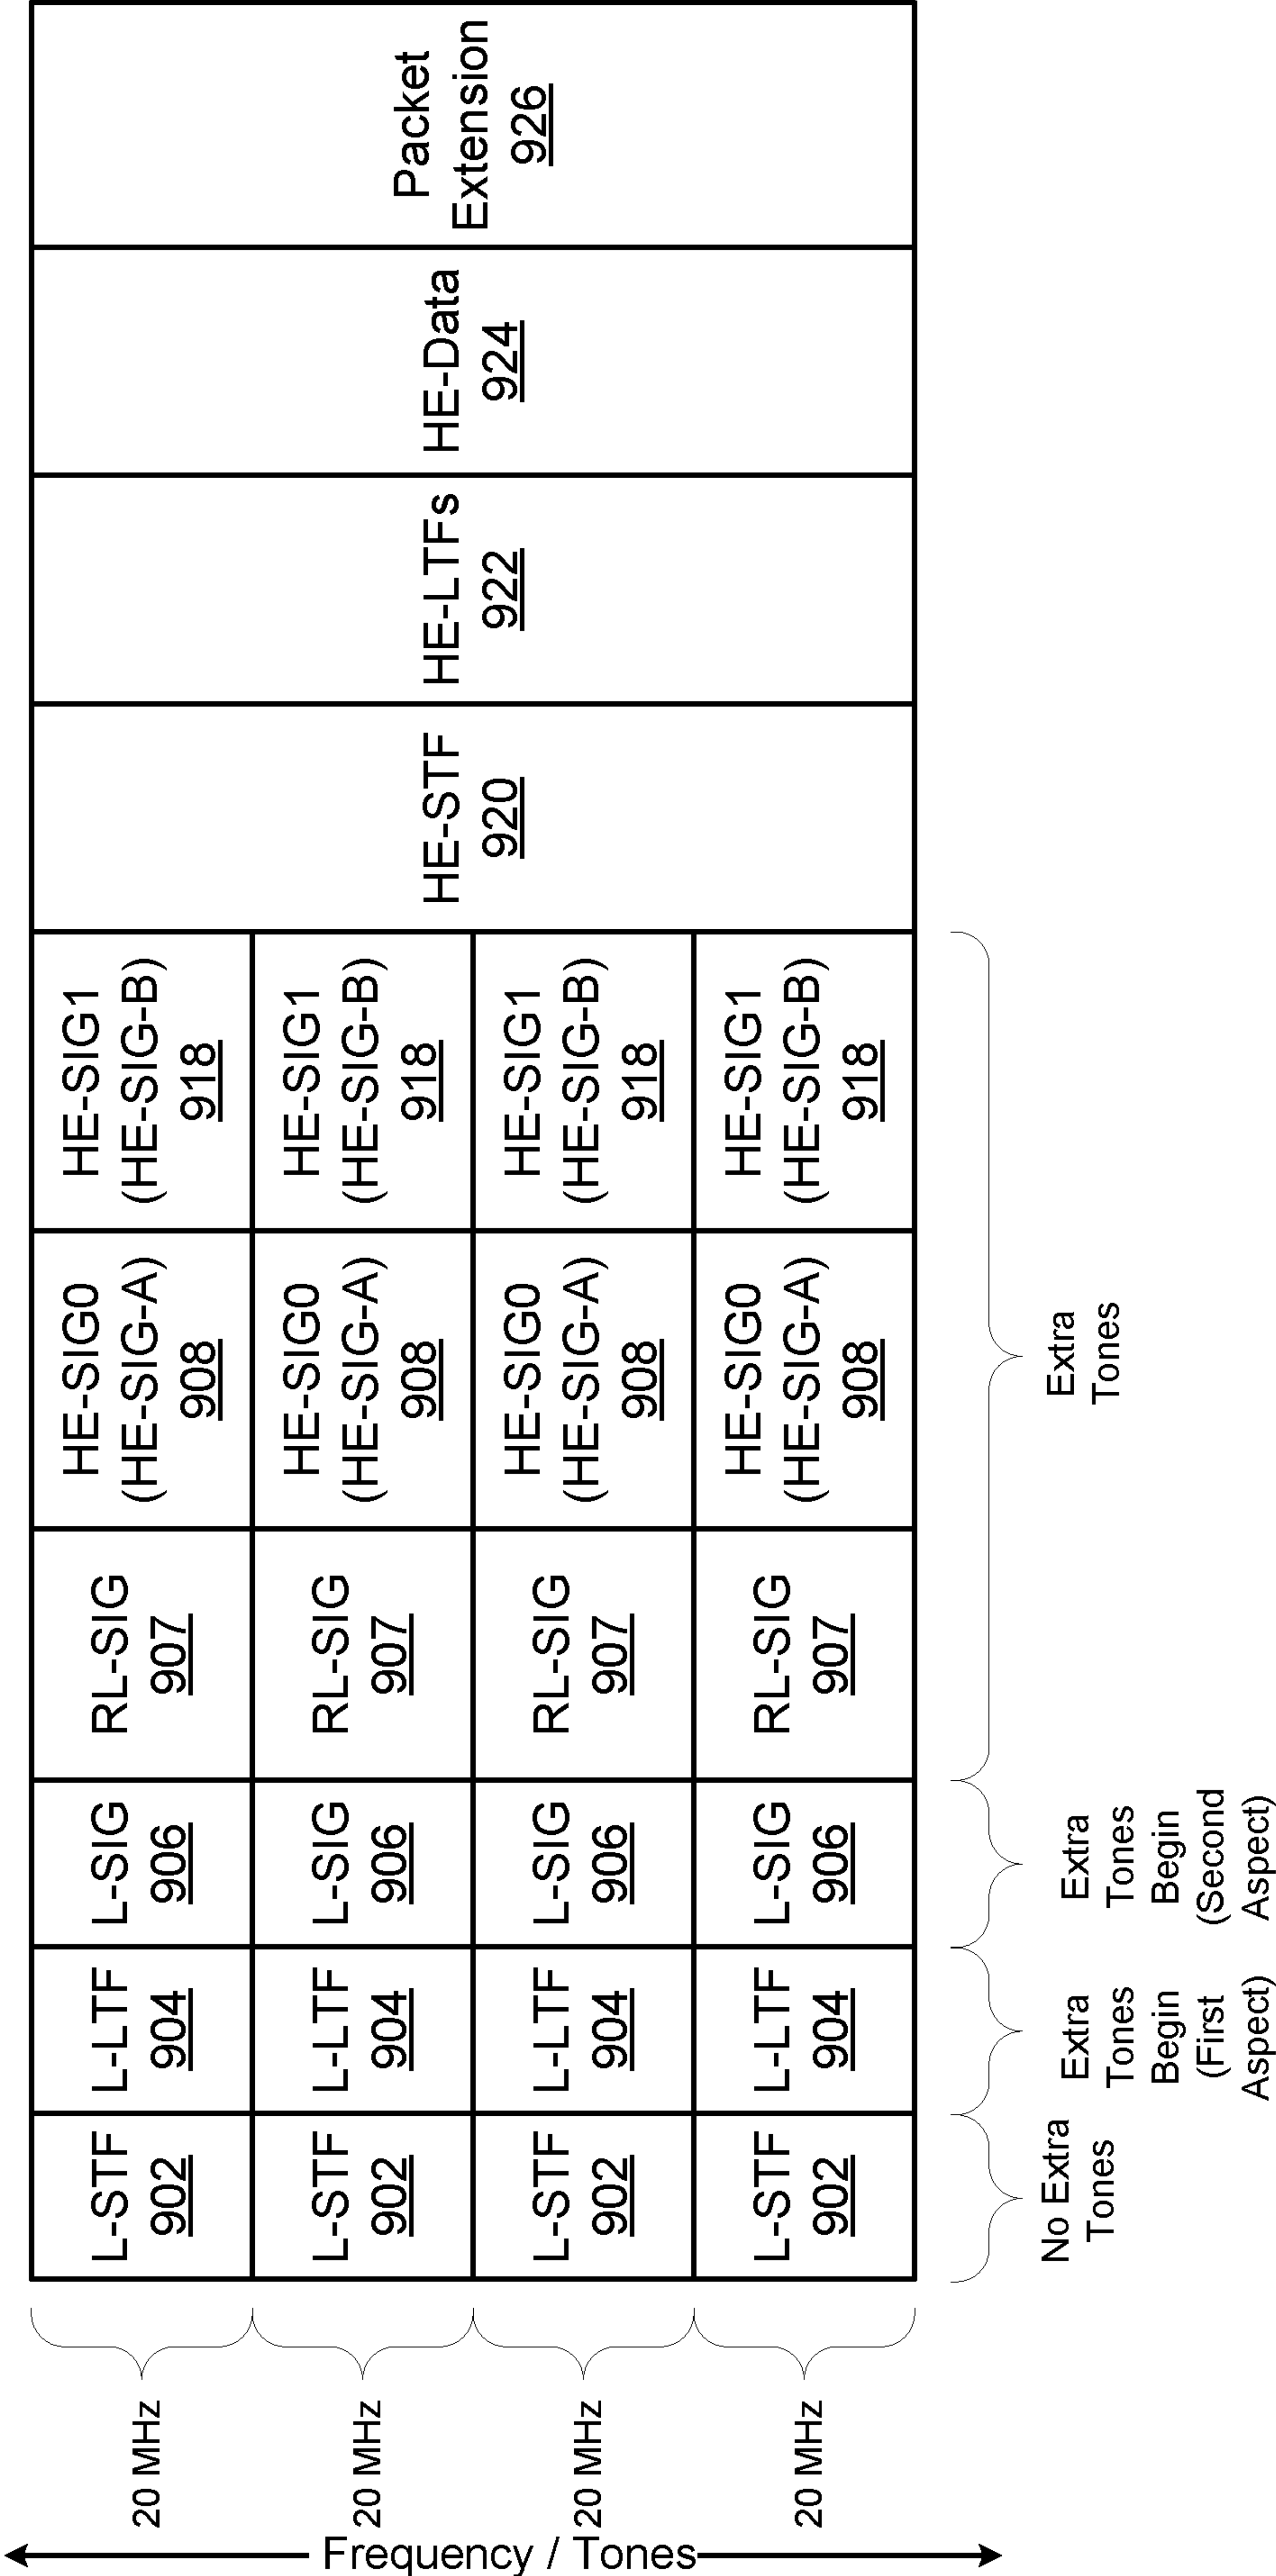 Frequency / Tones
20 MHz
L-STF
902
L-LTF
904
L-SIG
906
RL-SIG
907
HE-SIG0
(HE-SIG-A)
908
HE-SIG1
(HE-SIG-B)
918
20 MHz
L-STF
902
L-LTF
904
L-SIG
906
RL-SIG
907
HE-SIG0
(HE-SIG-A)
908
HE-SIG1
(HE-SIG-B)
918
20 MHz
L-STF
902
L-LTF
904
L-SIG
906
RL-SIG
907
HE-SIG0
(HE-SIG-A)
908
HE-SIG1
(HE-SIG-B)
918
20 MHz
L-STF
902
L-LTF
904
L-SIG
906
RL-SIG
907
HE-SIG0
(HE-SIG-A)
908
HE-SIG1
(HE-SIG-B)
918
HE-STF
920
HE-LTFs
922
HE-Data
924
Packet
Extension
926
No Extra
Tones
Extra
Tones
Begin
(First
Aspect)
Extra
Tones
Begin
(Second
Aspect)
Extra
Tones